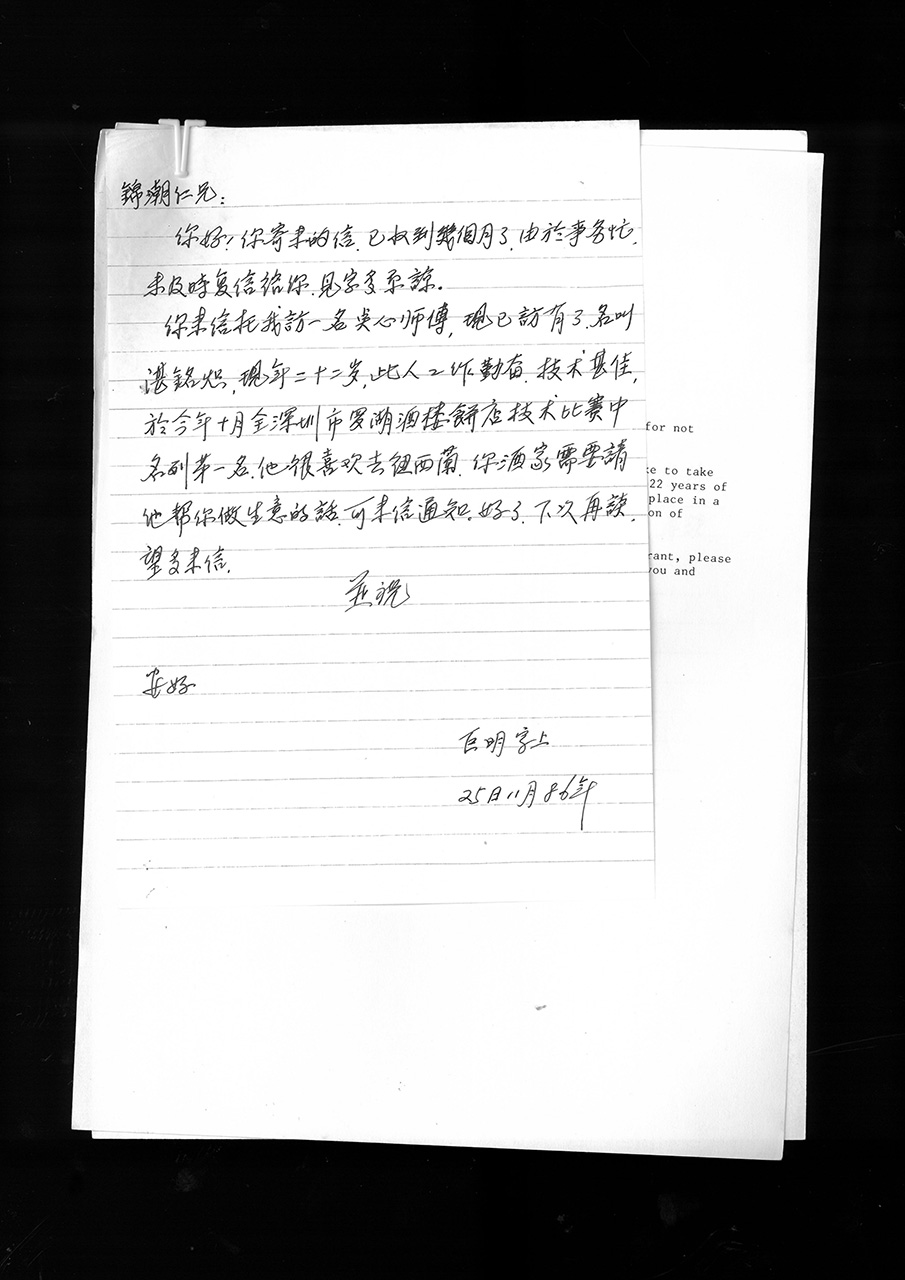 錦潮仁兄：
你好！你寄来的信，已收到幾個月了，由於事务忙，
未及时复信给你，見字多系諒。
你来信托我訪一名点心师傅，現已訪有了，名叫
湛銘炽，現年二十二岁，此人工作勤奋，技术甚佳，
於今年十月全深圳市罗湖酒楼餅店技术比赛中
名列第一名，他很喜欢去纽西蘭，你酒家需要請
他帮你做生意的話，可来信通知。好了，下次再談，
望多来信。
並祝
安好
巨明字上
25日11月86年
for not
ke to take
22 years of
place in a
on of
rant, please
you and